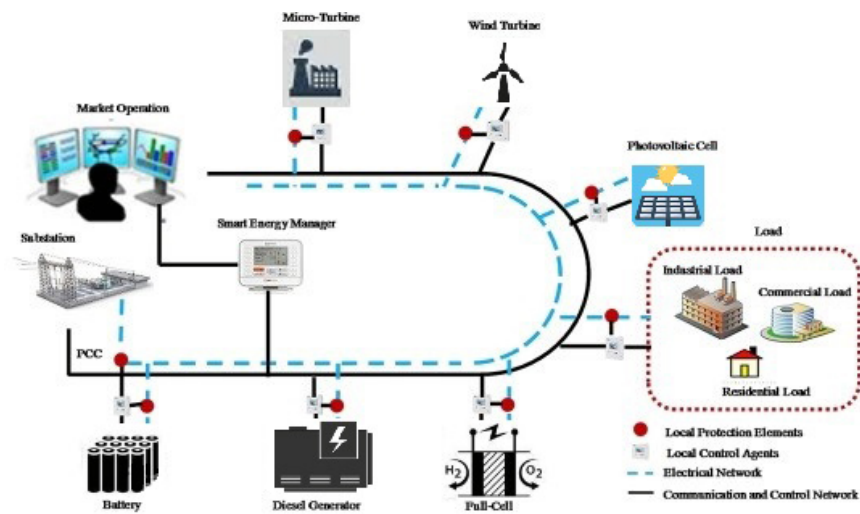 Micro-Turbine
Wind Turbine
Market Operation
Photovoltaic Cell
Smart Energy Manager
Substation
Load
Industrial Load
Commercial Load
PCC
Residential Load
H2
O2
Local Protection Elements
Local Control Agents
Electrical Network
Communication and Control Network
Battery
Diesel Generator
Full-Cell